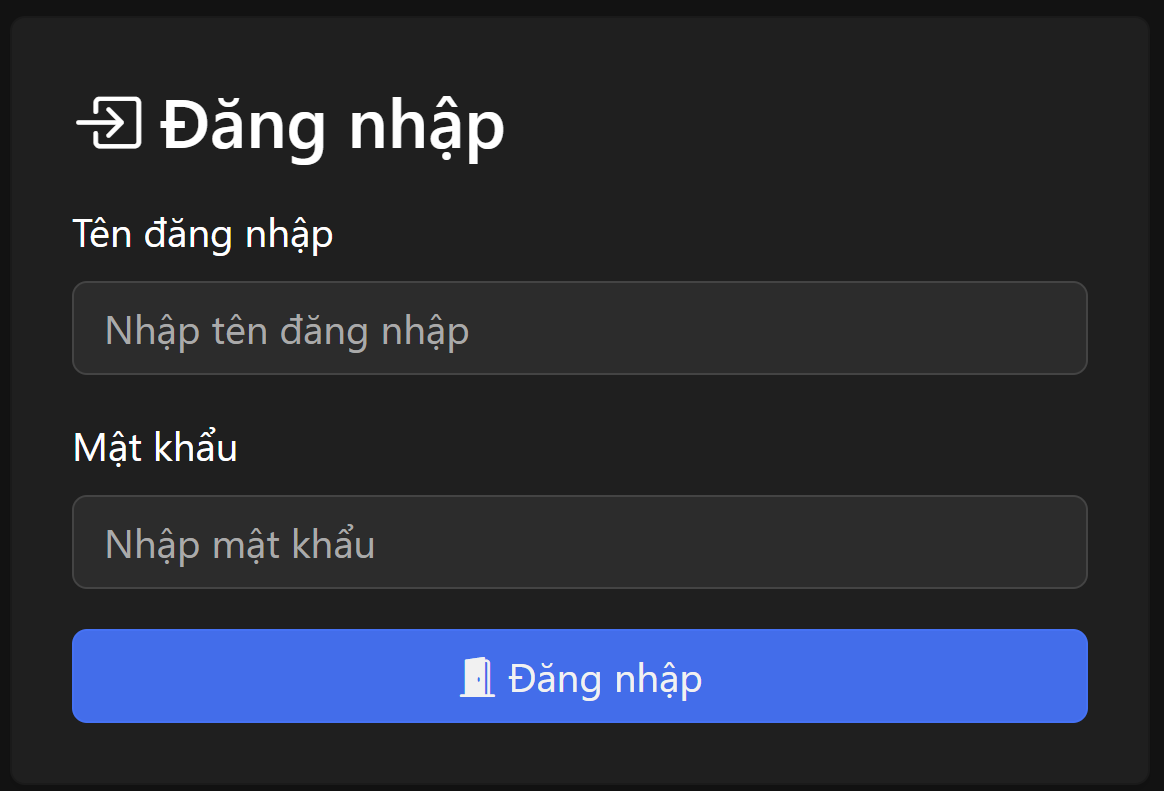 Đăng nhập
Tên đăng nhập
Nhập tên đăng nhập
Mật khẩu
Nhập mật khẩu
Đăng nhập